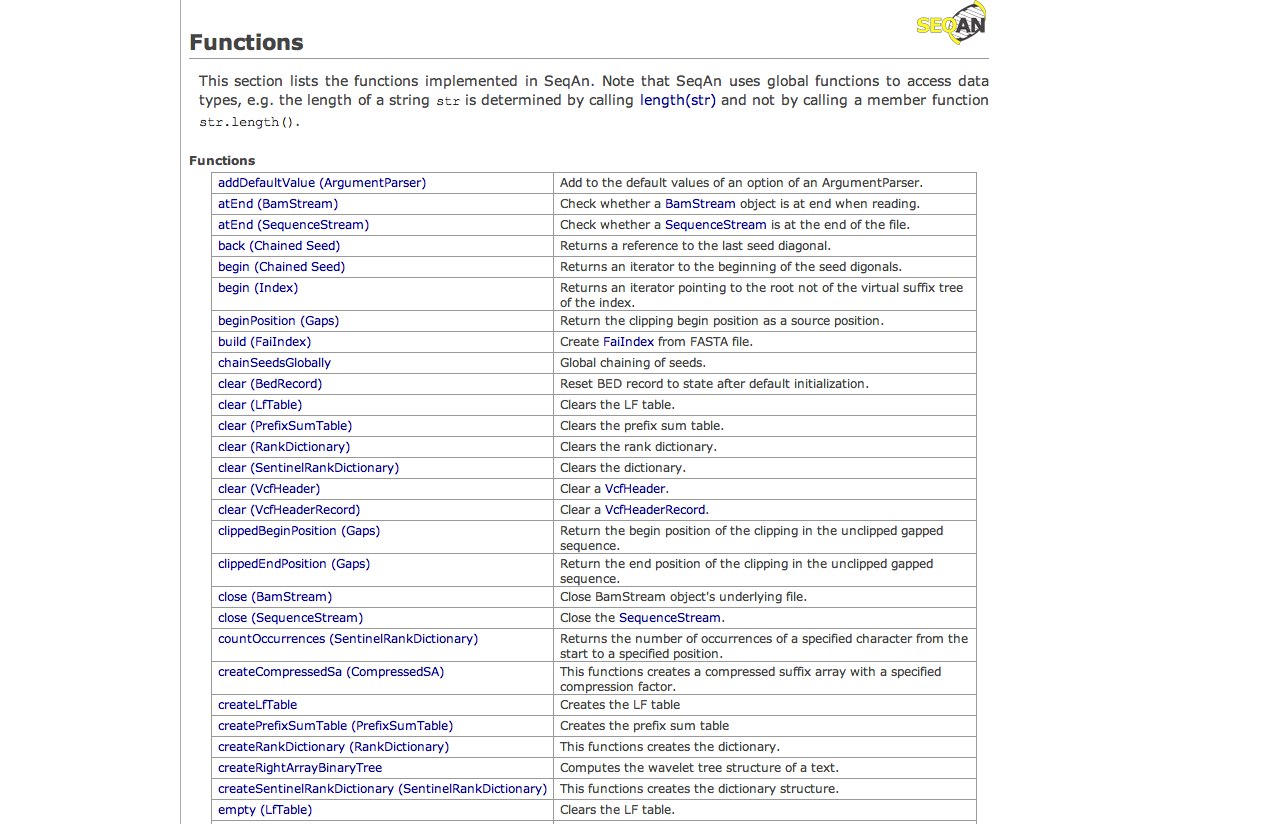 SEQAN
Functions
This section lists the functions implemented in SeqAn. Note that SeqAn uses global functions to access data
types, e.g. the length of a string str is determined by calling length(str) and not by calling a member function
str.length().
Functions
addDefaultValue (ArgumentParser) Add to the default values of an option of an ArgumentParser.
atEnd (BamStream) Check whether a BamStream object is at end when reading.
atEnd (SequenceStream) Check whether a SequenceStream is at the end of the file.
back (Chained Seed) Returns a reference to the last seed diagonal.
begin (Chained Seed) Returns an iterator to the beginning of the seed digonals.
begin (Index) Returns an iterator pointing to the root not of the virtual suffix tree
of the index.
beginPosition (Gaps) Return the clipping begin position as a source position.
build (FaiIndex) Create FaiIndex from FASTA file.
chainSeedsGlobally Global chaining of seeds.
clear (BedRecord) Reset BED record to state after default initialization.
clear (LfTable) Clears the LF table.
clear (PrefixSumTable) Clears the prefix sum table.
clear (RankDictionary) Clears the rank dictionary.
clear (SentinelRankDictionary) Clears the dictionary.
clear (VcfHeader) Clear a VcfHeader.
clear (VcfHeaderRecord) Clear a VcfHeaderRecord.
clippedBeginPosition (Gaps) Return the begin position of the clipping in the unclipped gapped
sequence.
clippedEndPosition (Gaps) Return the end position of the clipping in the unclipped gapped
sequence.
close (BamStream) Close BamStream object's underlying file.
close (SequenceStream) Close the SequenceStream.
countOccurrences (SentinelRankDictionary) Returns the number of occurrences of a specified character from the
start to a specified position.
createCompressedSa (CompressedSA) This functions creates a compressed suffix array with a specified
compression factor.
createLfTable Creates the LF table
createPrefixSumTable (PrefixSumTable) Creates the prefix sum table
createRankDictionary (RankDictionary) This functions creates the dictionary.
createRightArrayBinaryTree Computes the wavelet tree structure of a text.
createSentinelRankDictionary (SentinelRankDictionary) This functions creates the dictionary structure.
empty (LfTable) Clears the LF table.